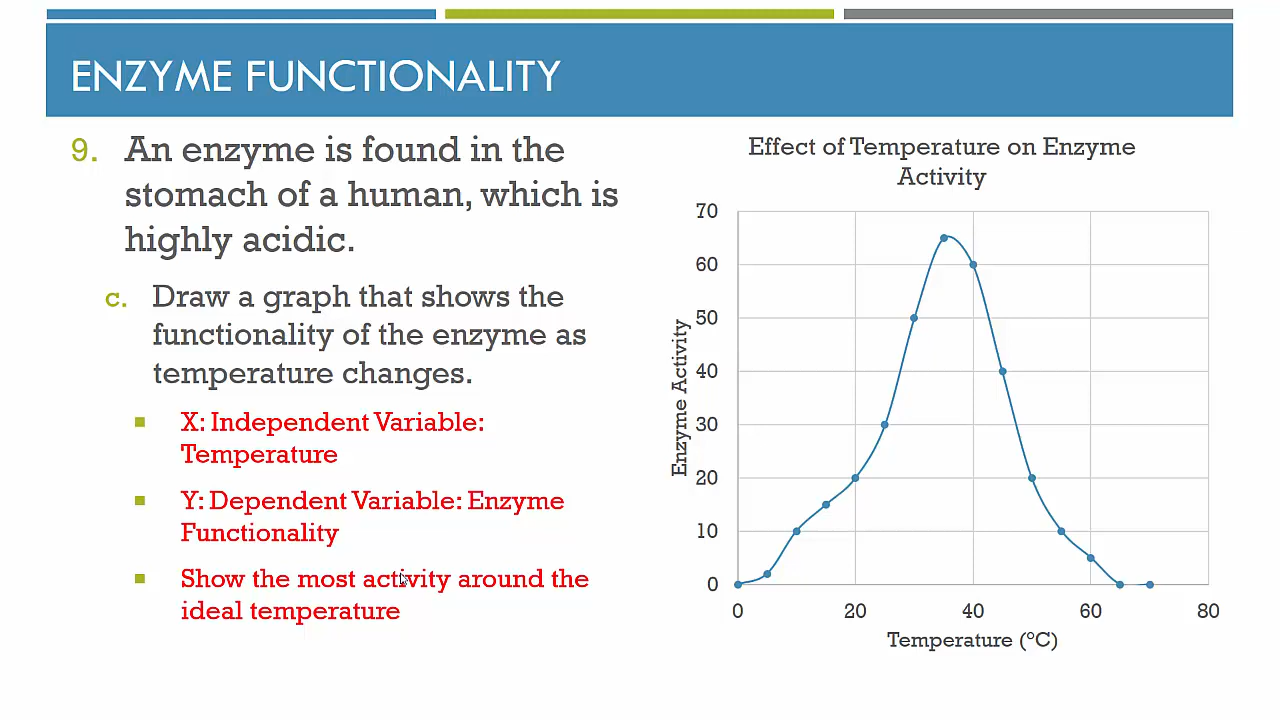 ENZYME FUNCTIONALITY
9. An enzyme is found in the
stomach of a human, which is
highly acidic.
c. Draw a graph that shows the
functionality of the enzyme as
temperature changes.
X: Independent Variable:
Temperature
Y: Dependent Variable: Enzyme
Functionality
Show the most activity around the
ideal temperature
Effect of Temperature on Enzyme
Activity
70
60
50
40
30
20
10
0
Enzyme Activity
0 20 40 60 80
Temperature (°C)